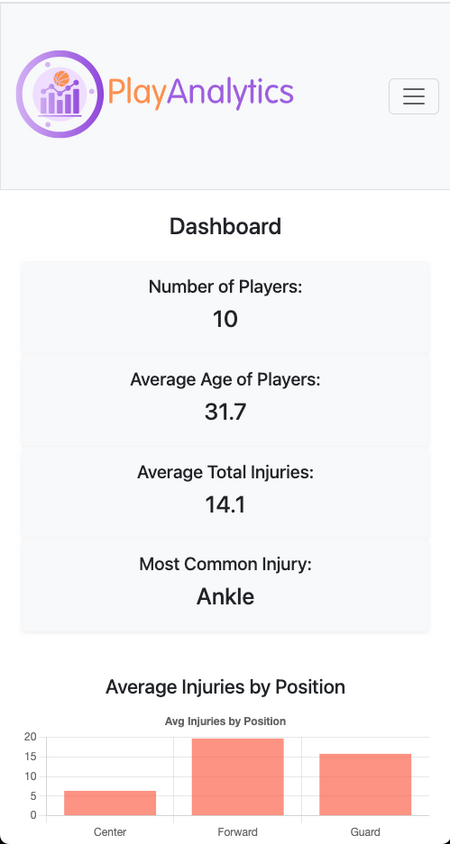 PlayAnalytics
Dashboard
Number of Players:
10
Average Age of Players:
31.7
Average Total Injuries:
14.1
Most Common Injury:
Ankle
Average Injuries by Position
Avg Injuries by Position
20
15
10
5
0
Center Forward Guard